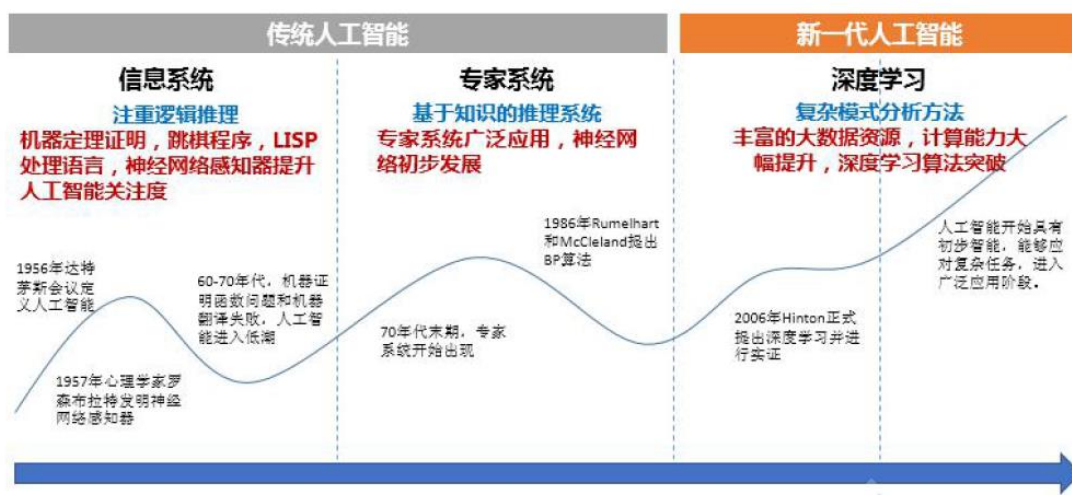 传统人工智能
新一代人工智能
信息系统
注重逻辑推理
机器定理证明，跳棋程序，LISP
处理语言，神经网络感知器提升
人工智能关注度
专家系统
基于知识的推理系统
专家系统广泛应用，神经网
络初步发展
深度学习
复杂模式分析方法
丰富的大数据资源，计算能力大
幅提升，深度学习算法突破
1956年达特
茅斯会议定
义人工智能
1957年心理学家罗
森布拉特发明神经
网络感知器
60-70年代，机器证
明函数问题和机器
翻译失败，人工智
能进入低潮
70年代末期，专家
系统开始出现
1986年Rumelhart
和McCleland提出
BP算法
2006年Hinton正式
提出深度学习并进
行实证
人工智能开始具有
初步智能，能够应
对复杂任务，进入
广泛应用阶段。